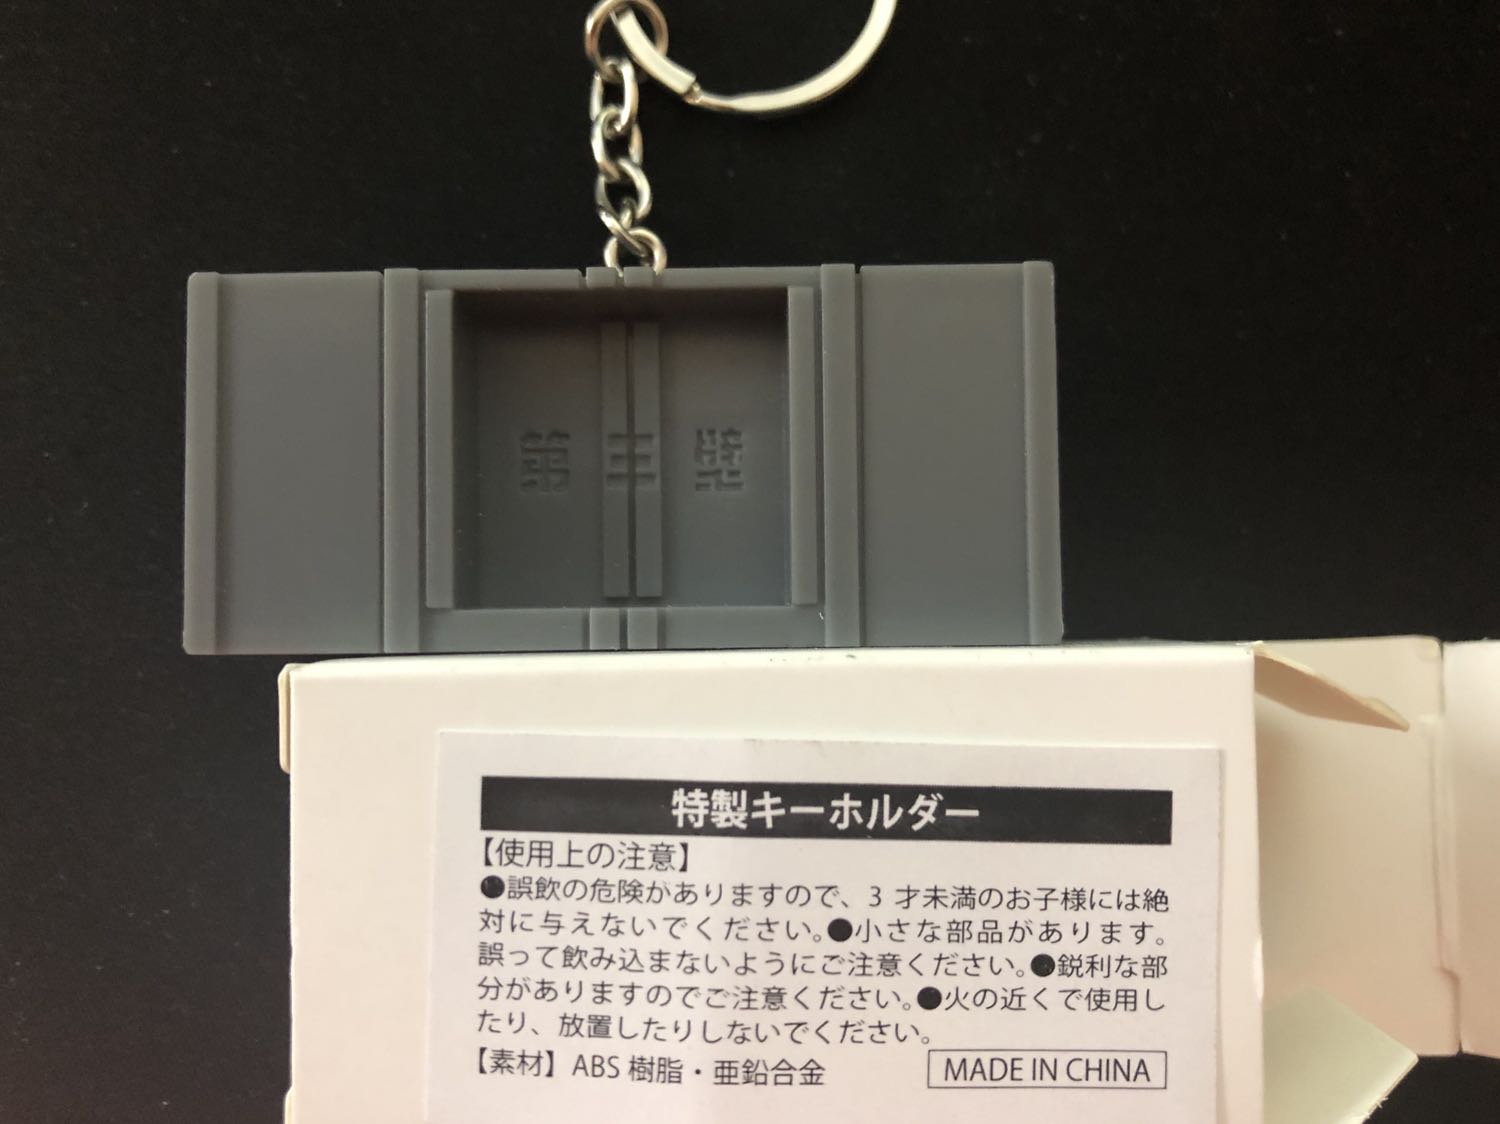 第三壁
特製キーホルダー
【使用上の注意】
●誤飲の危険がありますので、3 才未満のお子様には絶
対に与えないでください。●小さな部品があります。
誤って飲み込まないようにご注意ください。●鋭利な部
分がありますのでご注意ください。●火の近くで使用し
たり、放置したりしないでください。
【素材】ABS 樹脂・亜鉛合金
MADE IN CHINA